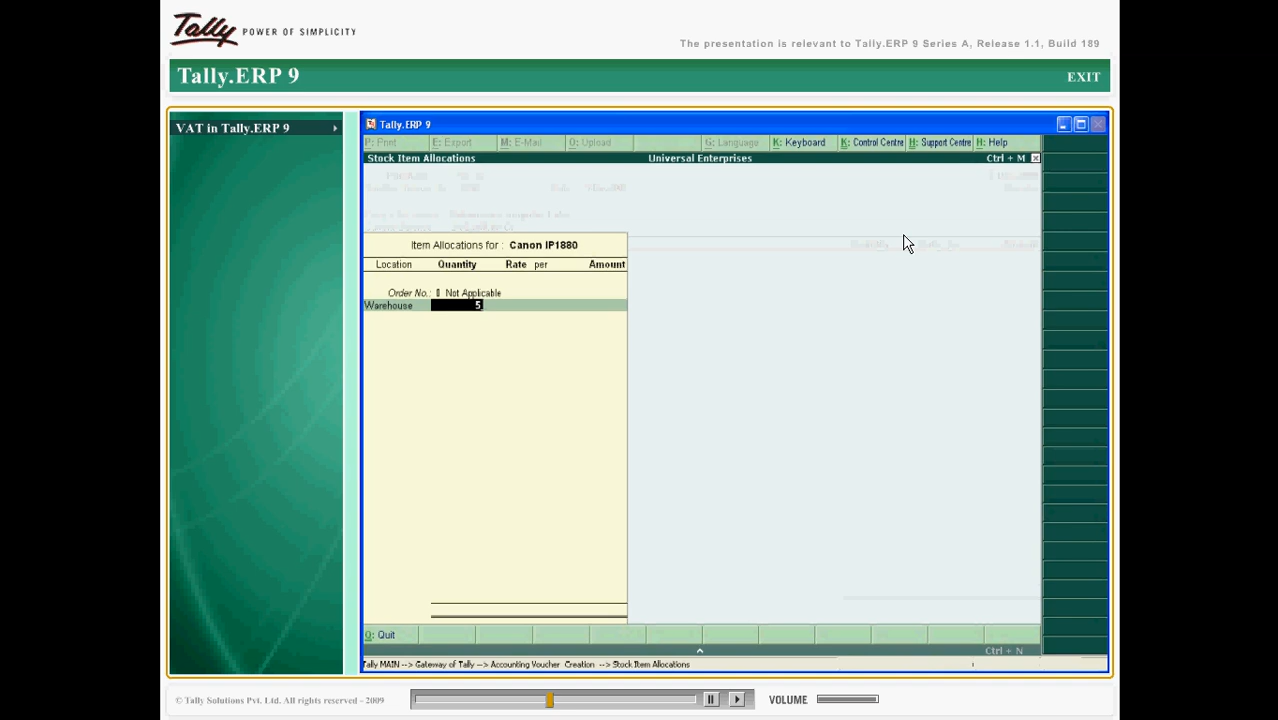 Tally POWER OF SIMPLICITY
The presentation is relevant to Tally.ERP 9 Series A, Release 1.1, Build 189
Tally.ERP 9
EXIT
VAT in Tally.ERP 9
Tally.ERP 9
P: Print E: Export M: E-Mail O: Upload G: Language K: Keyboard K: Control Centre H: Support Centre H: Help
Stock Item Allocations Universal Enterprises Ctrl + M
Item Allocations for : Canon IP1880
Location Quantity Rate per Amount
Order No.: Not Applicable
Warehouse 5
Q: Quit
Ctrl + N
Tally MAIN --> Gateway of Tally --> Accounting Voucher Creation --> Stock Item Allocations
© Tally Solutions Pvt. Ltd. All rights reserved - 2009
VOLUME